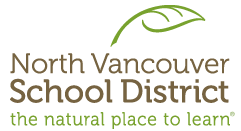 North Vancouver
School District
the natural place to learn®